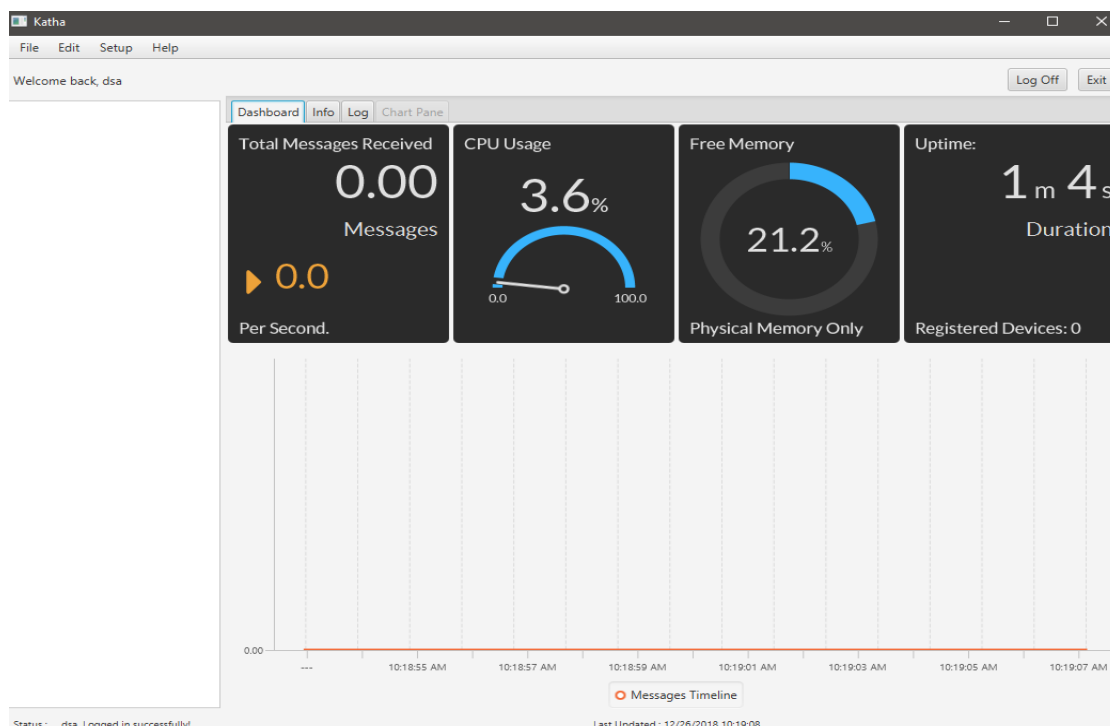 Katha
File Edit Setup Help
Welcome back, dsa
Log Off Exit
Dashboard Info Log Chart Pane
Total Messages Received
0.00
Messages
0.0
Per Second.
CPU Usage
3.6%
0.0 100.0
Free Memory
21.2%
Physical Memory Only
Uptime:
1 m 4 s
Duration
Registered Devices: 0
0.00
--- 10:18:55 AM 10:18:57 AM 10:18:59 AM 10:19:01 AM 10:19:03 AM 10:19:05 AM 10:19:07 AM
Messages Timeline
Status : dsa, Logged in successfully! Last Updated : 12/26/2018 10:19:08